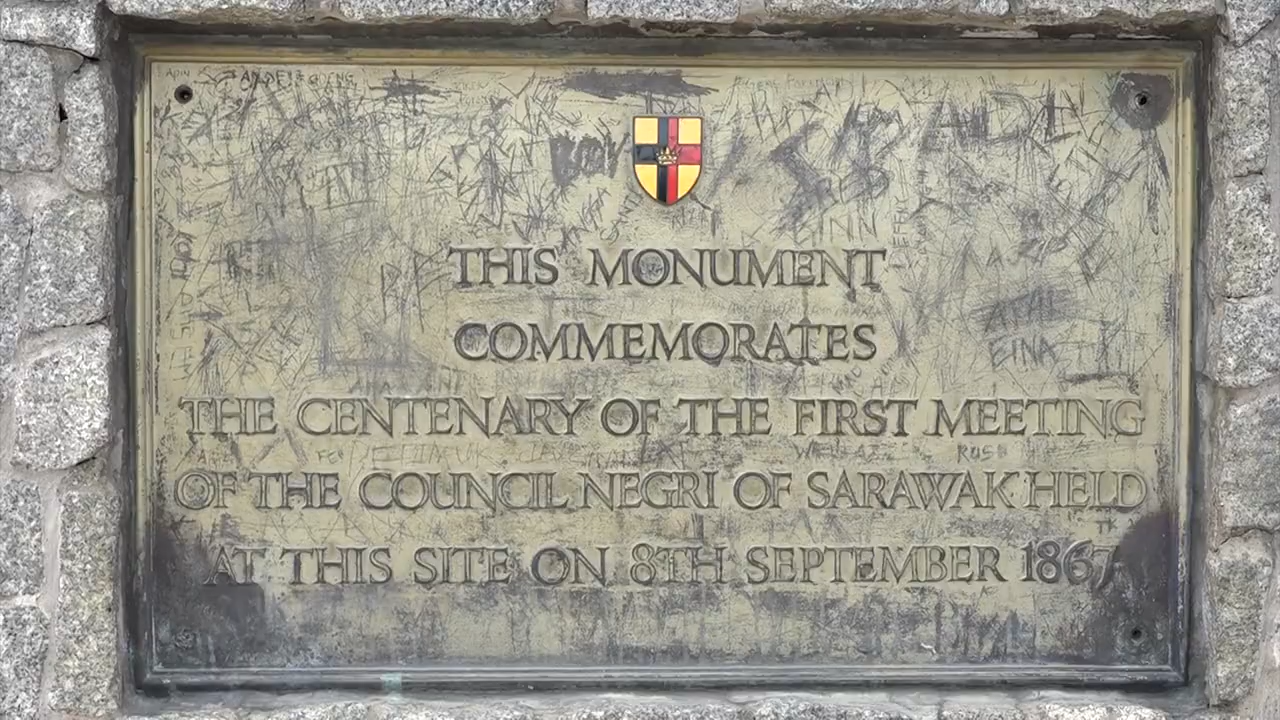 THIS MONUMENT
COMMEMORATES
THE CENTENARY OF THE FIRST MEETING
OF THE COUNCIL NEGRI OF SARAWAK HELD
AT THIS SITE ON 8TH SEPTEMBER 1867